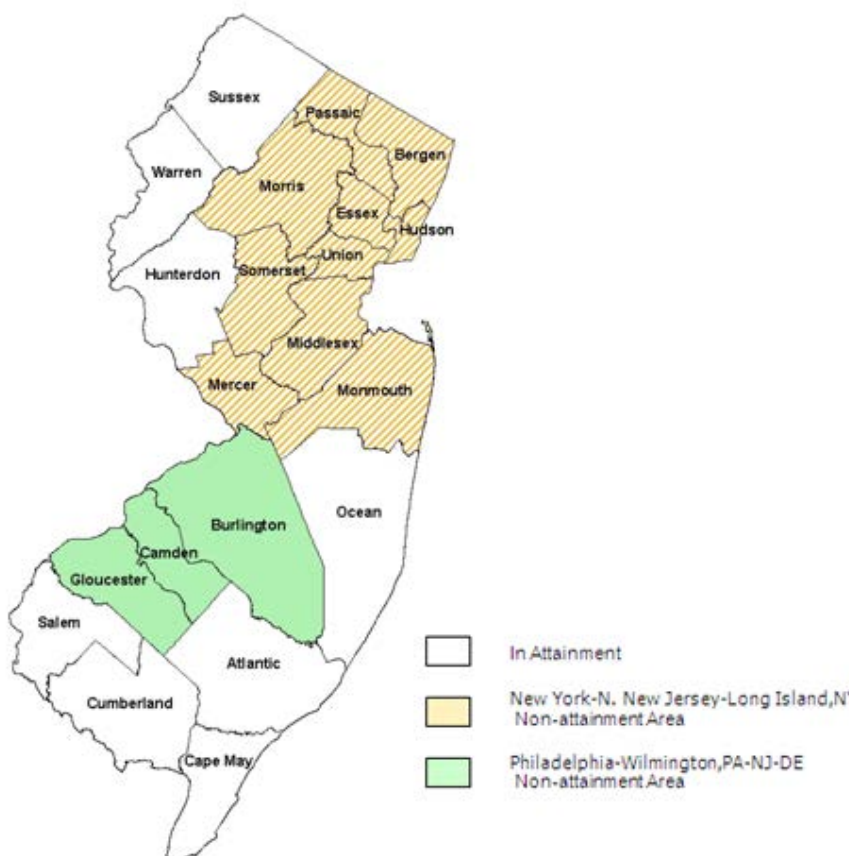 Sussex
Passaic
Bergen
Warren
Morris
Essex
Hudson
Union
Hunterdon
Somerset
Middlesex
Mercer
Monmouth
Ocean
Burlington
Camden
Gloucester
Salem
Atlantic
Cumberland
Cape May
In Attainment
New York-N. New Jersey-Long Island,NY
Non-attainment Area
Philadelphia-Wilmington,PA-NJ-DE
Non-attainment Area